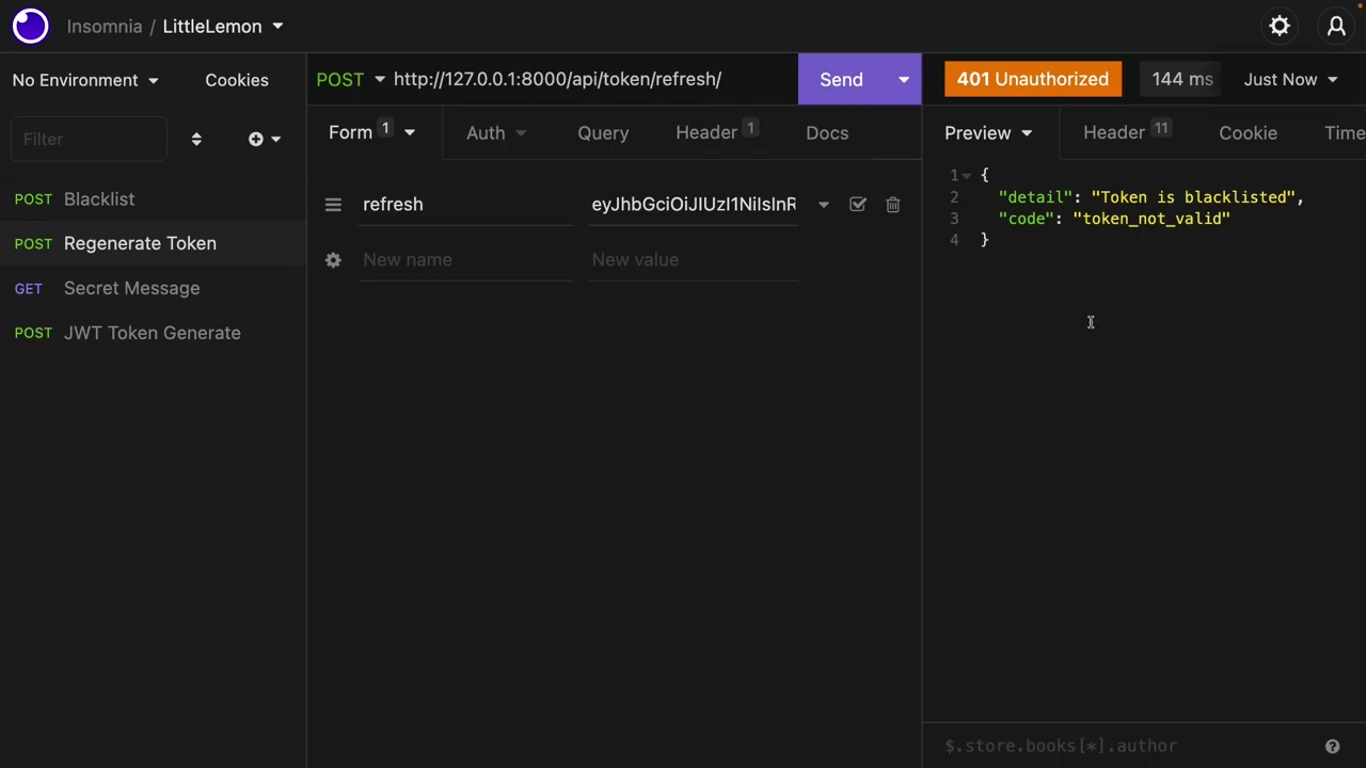 Insomnia / LittleLemon
No Environment
Cookies
POST
http://127.0.0.1:8000/api/token/refresh/
Send
401 Unauthorized
144 ms
Just Now
Filter
Form 1
Auth
Query
Header 1
Docs
Preview
Header 11
Cookie
Time
POST Blacklist
POST Regenerate Token
GET Secret Message
POST JWT Token Generate
refresh
eyJhbGciOiJIUzI1NiIsInR
New name
New value
1 {
2 "detail": "Token is blacklisted",
3 "code": "token_not_valid"
4 }
$.store.books[*].author